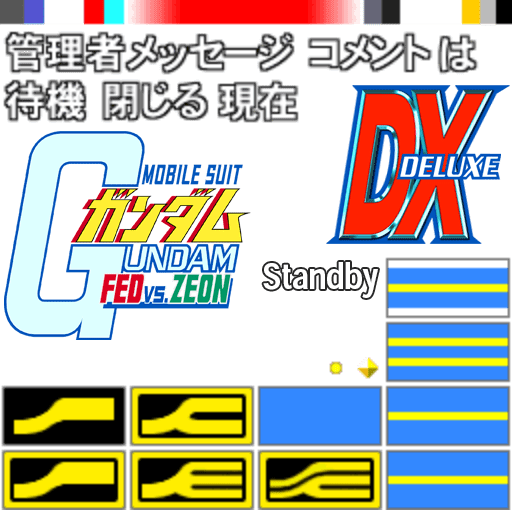 管理者メッセージ コメント は
待機 閉じる 現在
DX
DELUXE
MOBILE SUIT
ガンダム
GUNDAM
FED VS. ZEON
Standby